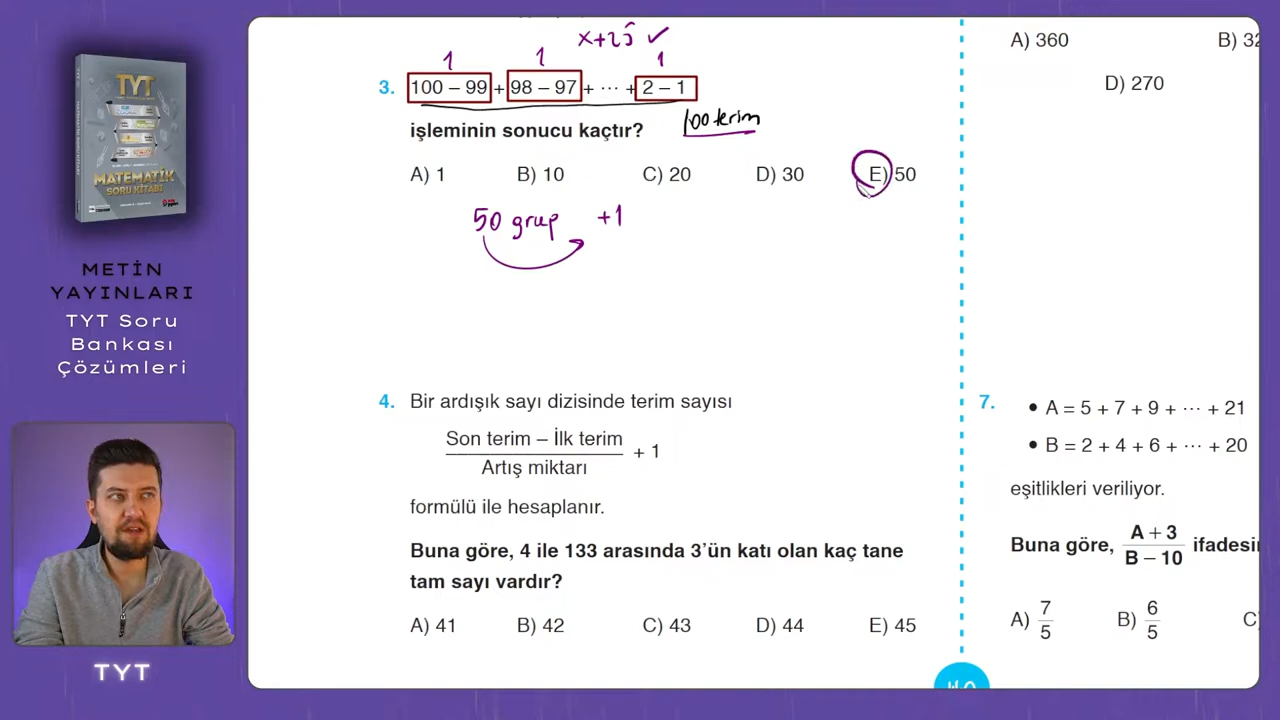 TYT
MATEMATİK
SORU KİTABI
METİN
YAYINLARI
TYT Soru
Bankası
Çözümleri
TYT
x+25 ✓
1 1 1
3. 100 – 99 + 98 – 97 + ··· + 2 – 1
100 terim
işleminin sonucu kaçtır?
A) 1 B) 10 C) 20 D) 30 E) 50
50 grup +1
4. Bir ardışık sayı dizisinde terim sayısı
Son terim – İlk terim
Artış miktarı
+ 1
formülü ile hesaplanır.
Buna göre, 4 ile 133 arasında 3'ün katı olan kaç tane
tam sayı vardır?
A) 41 B) 42 C) 43 D) 44 E) 45
A) 360 B) 32
D) 270
7. • A = 5 + 7 + 9 + ··· + 21
• B = 2 + 4 + 6 + ··· + 20
eşitlikleri veriliyor.
Buna göre, A + 3 / B – 10 ifadesi
A) 7/5 B) 6/5 C)